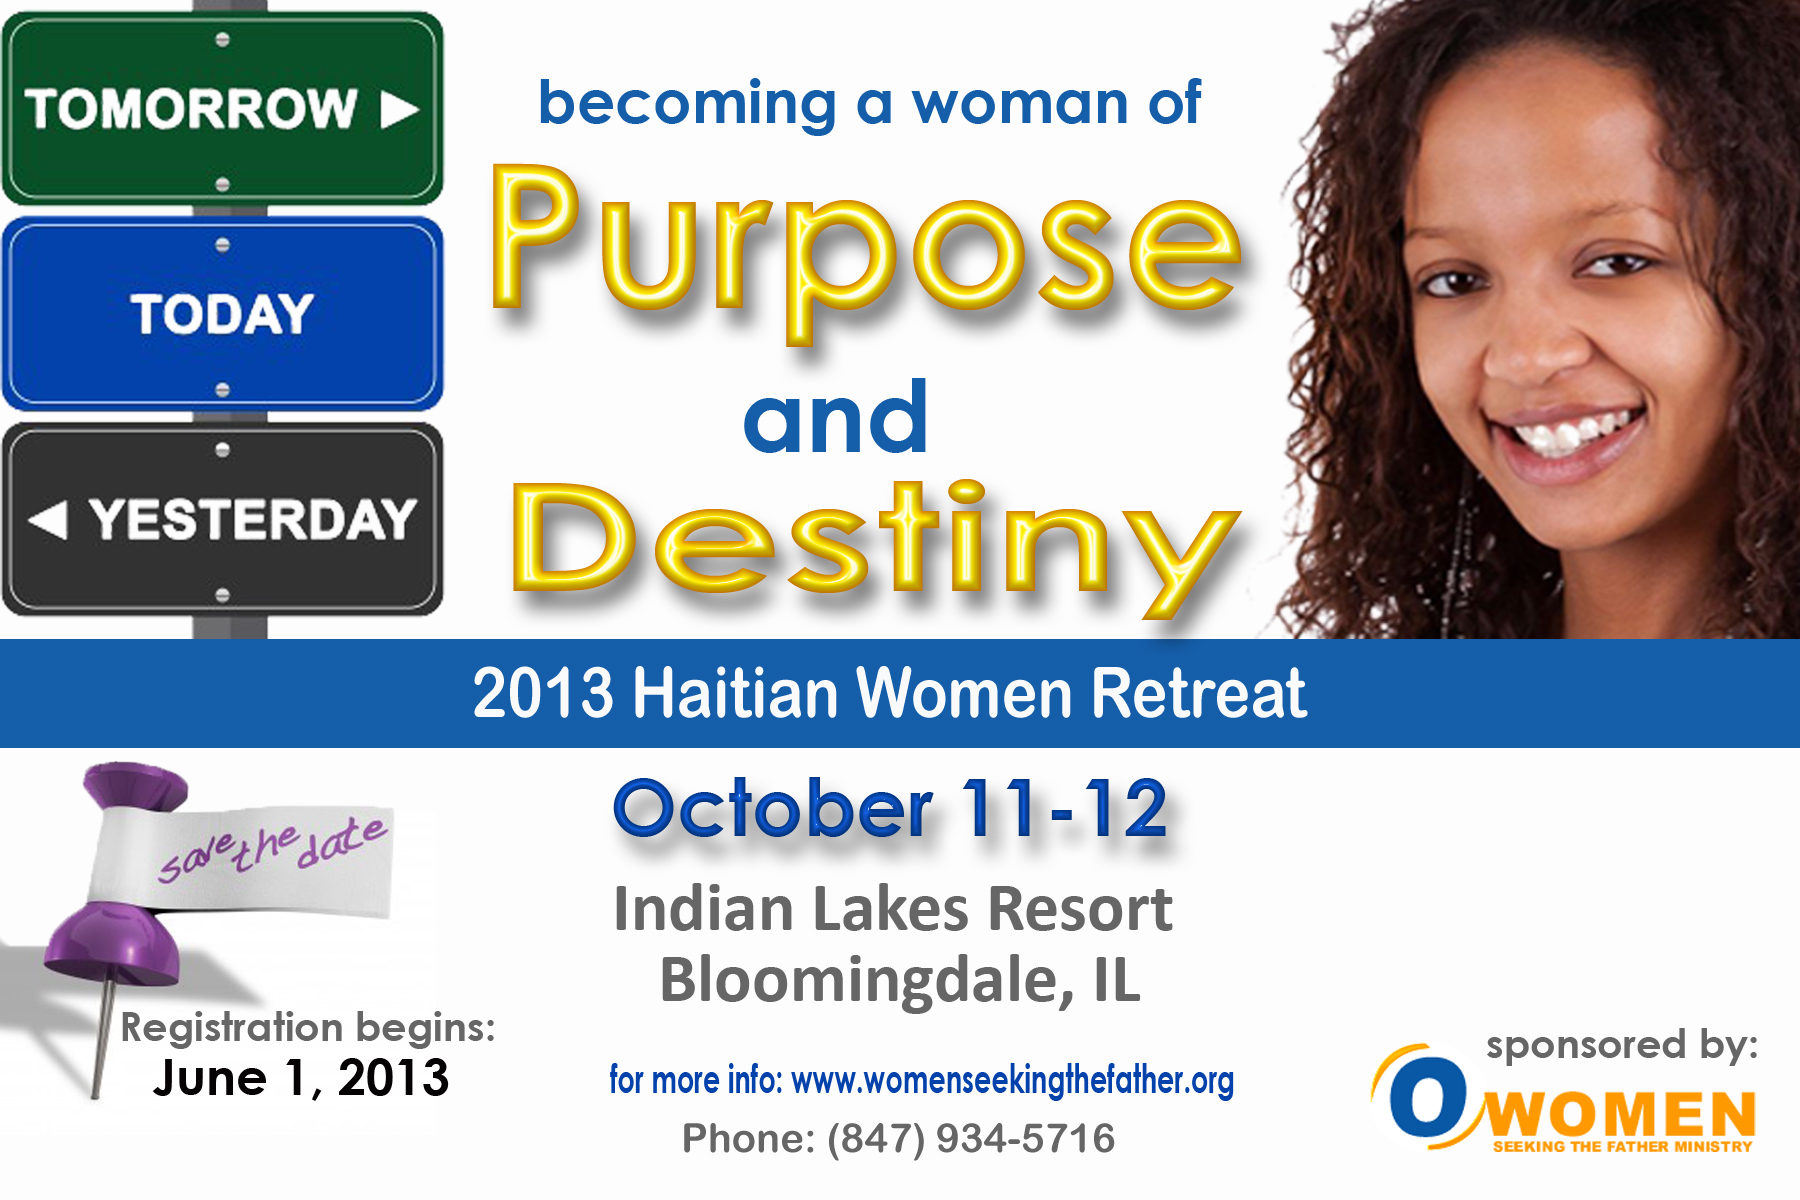 TOMORROW
TODAY
YESTERDAY
becoming a woman of
Purpose
and
Destiny
2013 Haitian Women Retreat
save the date
Registration begins:
June 1, 2013
October 11-12
Indian Lakes Resort
Bloomingdale, IL
for more info: www.womenseekingthefather.org
Phone: (847) 934-5716
sponsored by:
O WOMEN
SEEKING THE FATHER MINISTRY